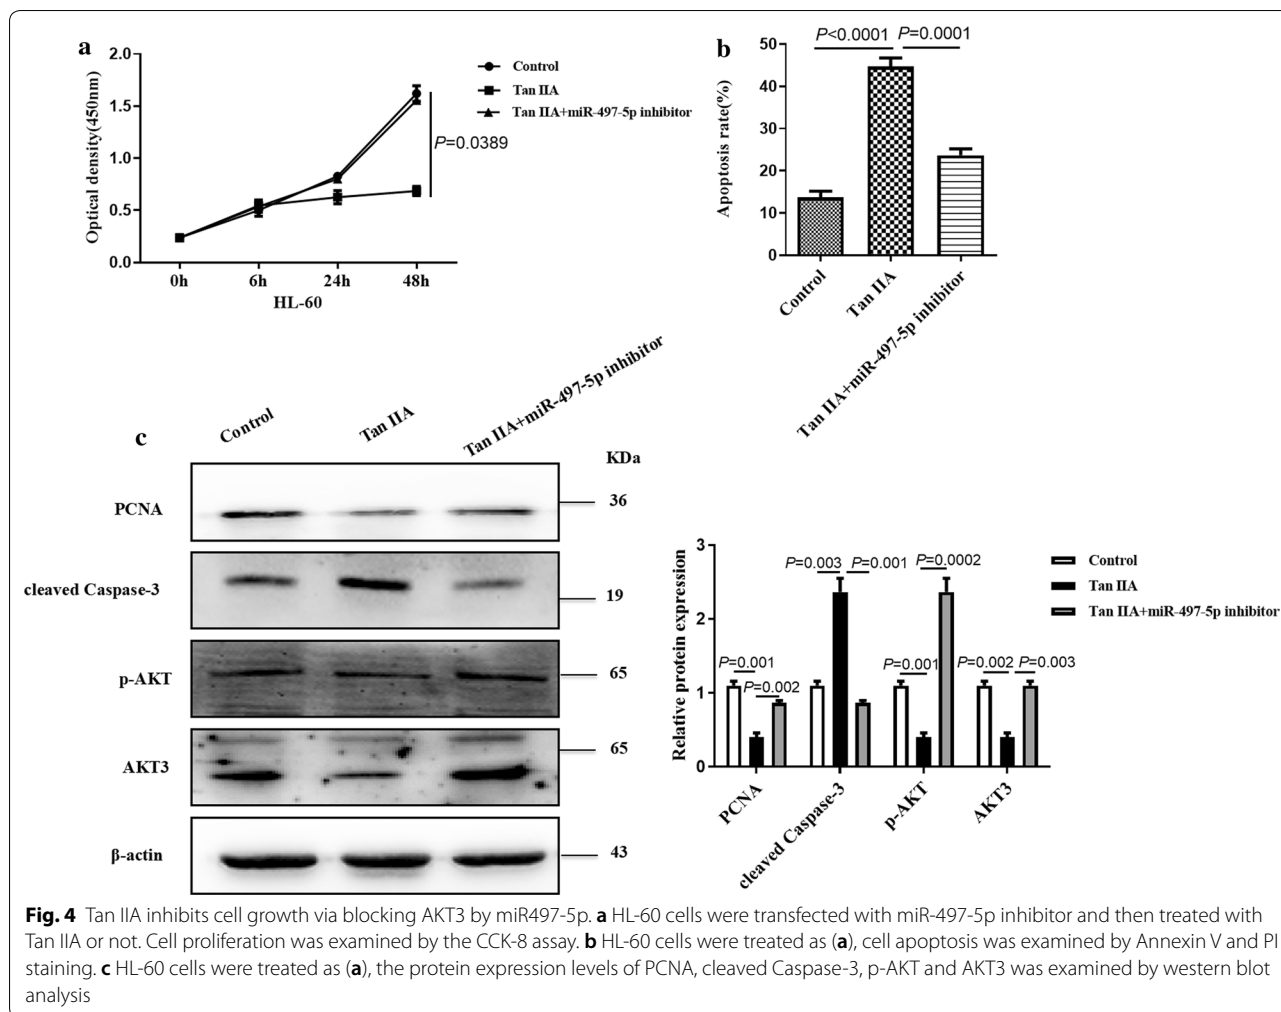 a
2.0
1.5
1.0
0.5
0.0
Optical density(450nm)
0h 6h 24h 48h
HL-60
Control
Tan IIA
Tan IIA+miR-497-5p inhibitor
P=0.0389
b
P<0.0001 P=0.0001
50
40
30
20
10
0
Apoptosis rate(%)
Control
Tan IIA
Tan IIA+miR-497-5p inhibitor
c
Control
Tan IIA
Tan IIA+miR-497-5p inhibitor
KDa
PCNA
36
cleaved Caspase-3
19
p-AKT
65
AKT3
65
β-actin
43
3
2
1
0
Relative protein expression
P=0.001
P=0.002
P=0.003
P=0.001
P=0.001
P=0.0002
P=0.002
P=0.003
PCNA
cleaved Caspase-3
p-AKT
AKT3
Control
Tan IIA
Tan IIA+miR-497-5p inhibitor
Fig. 4 Tan IIA inhibits cell growth via blocking AKT3 by miR497-5p. a HL-60 cells were transfected with miR-497-5p inhibitor and then treated with
Tan IIA or not. Cell proliferation was examined by the CCK-8 assay. b HL-60 cells were treated as (a), cell apoptosis was examined by Annexin V and PI
staining. c HL-60 cells were treated as (a), the protein expression levels of PCNA, cleaved Caspase-3, p-AKT and AKT3 was examined by western blot
analysis